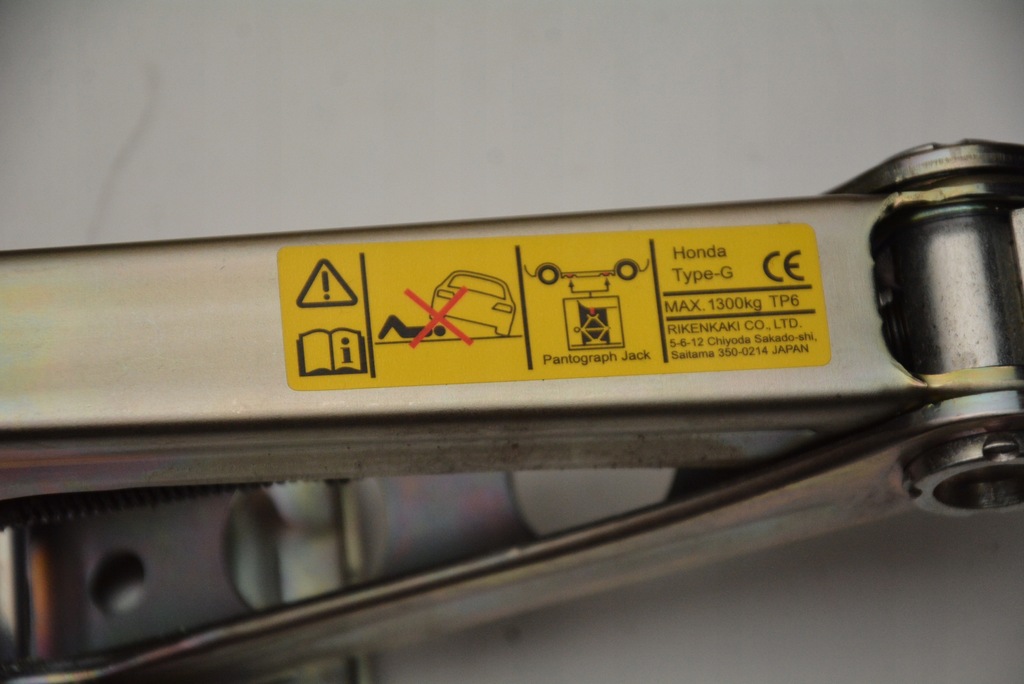 Pantograph Jack
Honda
Type-G
CE
MAX. 1300kg TP6
RIKENKAKI CO., LTD.
5-6-12 Chiyoda Sakado-shi,
Saitama 350-0214 JAPAN